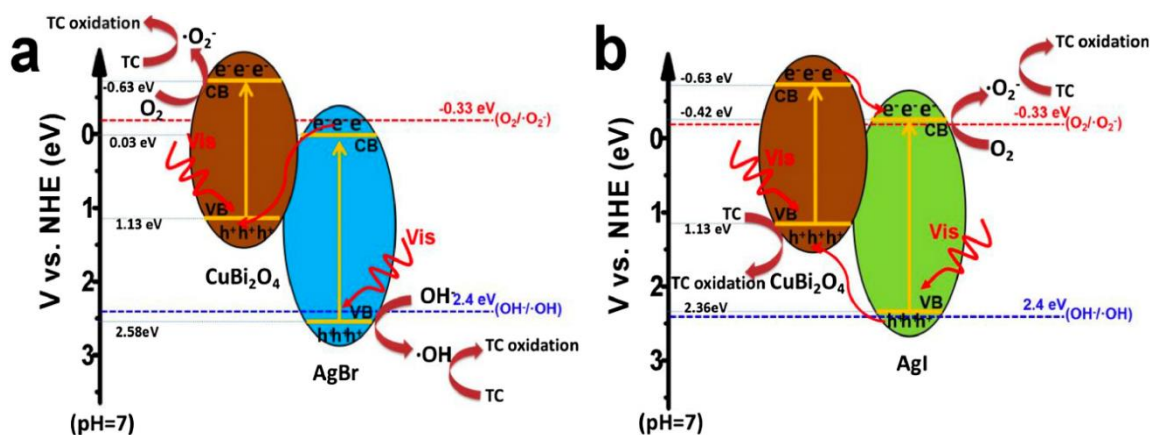 a
TC oxidation
·O₂⁻
TC
-0.63 eV
O₂
e⁻e⁻e⁻
CB
-0.33 eV
(O₂/·O₂⁻)
e⁻e⁻e⁻
CB
0
0.03 eV
Vis
V vs. NHE (eV)
1
VB
1.13 eV
h⁺h⁺h⁺
CuBi₂O₄
Vis
2
OH⁻
2.4 eV
(OH⁻/·OH)
VB
2.58eV
h⁺h⁺h⁺
3
AgBr
·OH
TC oxidation
TC
(pH=7)
b
TC oxidation
-0.63 eV
e⁻e⁻e⁻
CB
·O₂⁻
TC
-0.42 eV
e⁻e⁻e⁻
CB
-0.33 eV
(O₂/·O₂⁻)
0
O₂
Vis
V vs. NHE (eV)
1
VB
TC
1.13 eV
h⁺h⁺h⁺
Vis
TC oxidation
CuBi₂O₄
2
2.36eV
VB
2.4 eV
(OH⁻/·OH)
h⁺h⁺h⁺
3
AgI
(pH=7)